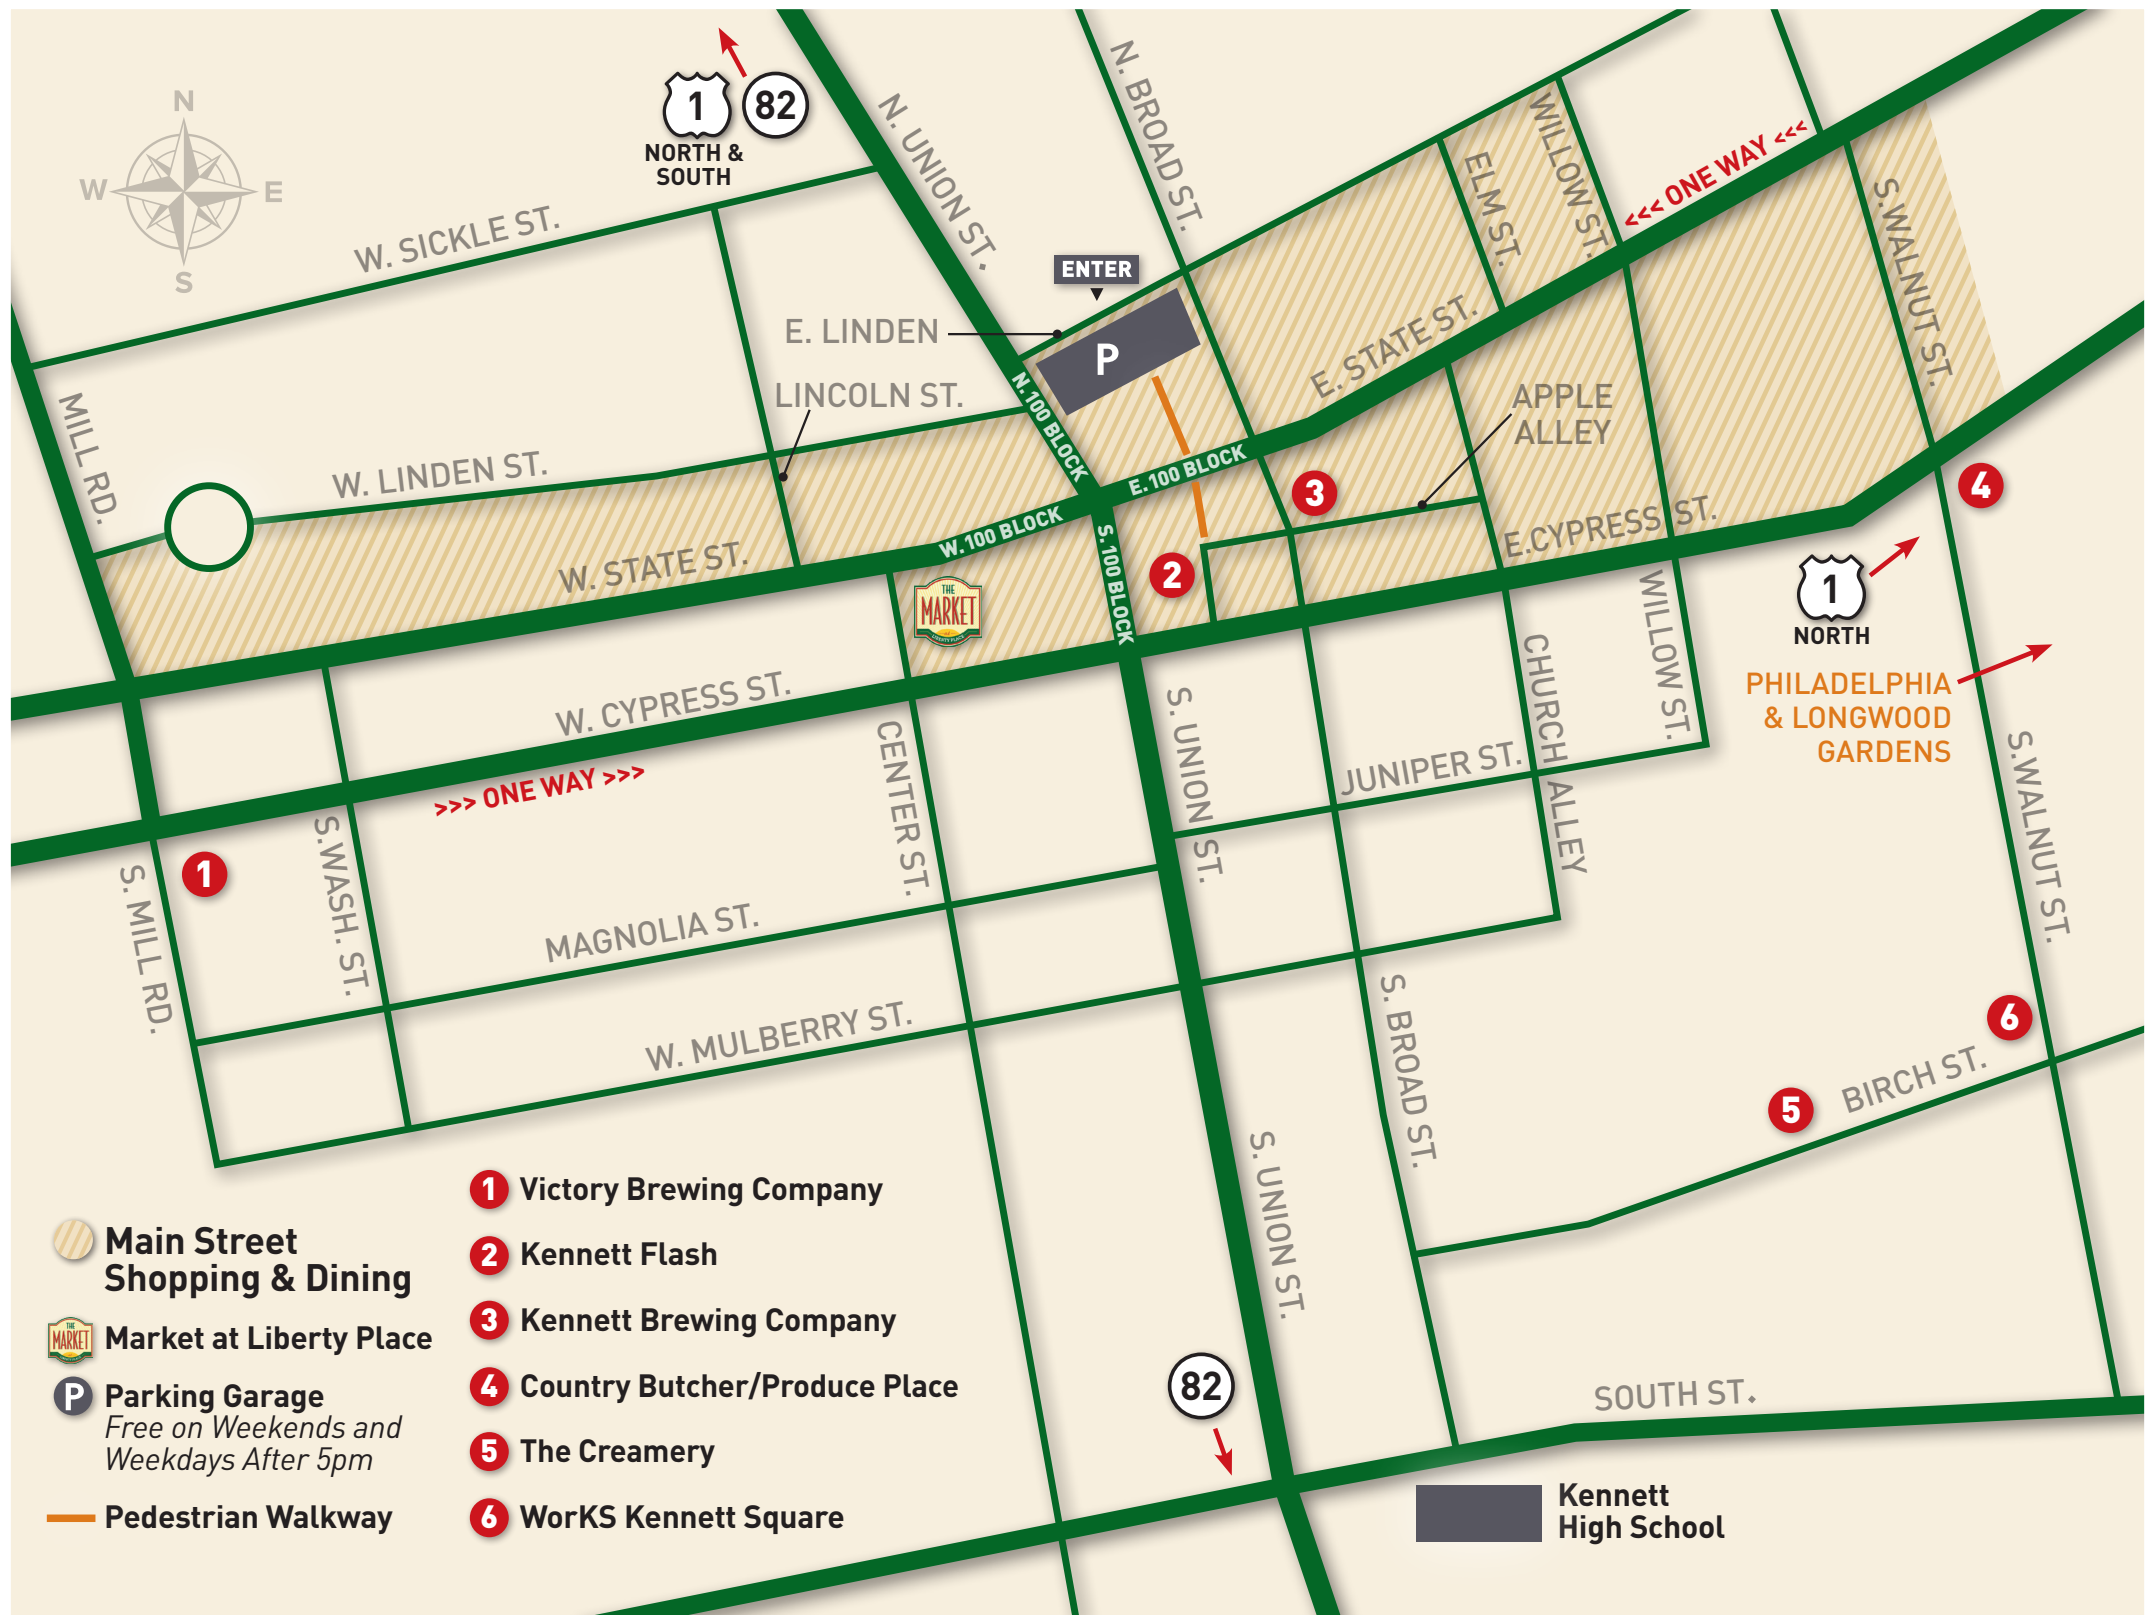 N
W
E
S
1
82
NORTH &
SOUTH
N. UNION ST.
N. BROAD ST.
W. SICKLE ST.
ENTER
P
E. LINDEN
LINCOLN ST.
N. 100 BLOCK
ELM ST.
WILLOW ST.
<<< ONE WAY <<<
S. WALNUT ST.
E. STATE ST.
APPLE
ALLEY
MILL RD.
W. LINDEN ST.
W. STATE ST.
W. 100 BLOCK
E. 100 BLOCK
S. 100 BLOCK
3
4
2
THE
MARKET
E. CYPRESS ST.
1
NORTH
PHILADELPHIA
& LONGWOOD
GARDENS
W. CYPRESS ST.
>>> ONE WAY >>>
CENTER ST.
S. UNION ST.
JUNIPER ST.
CHURCH ALLEY
WILLOW ST.
S. WALNUT ST.
1
S. MILL RD.
S. WASH. ST.
MAGNOLIA ST.
W. MULBERRY ST.
S. BROAD ST.
6
5
BIRCH ST.
S. UNION ST.
82
SOUTH ST.
Kennett
High School
Main Street
Shopping & Dining
THE
MARKET
Market at Liberty Place
P
Parking Garage
Free on Weekends and
Weekdays After 5pm
Pedestrian Walkway
1 Victory Brewing Company
2 Kennett Flash
3 Kennett Brewing Company
4 Country Butcher/Produce Place
5 The Creamery
6 WorKS Kennett Square